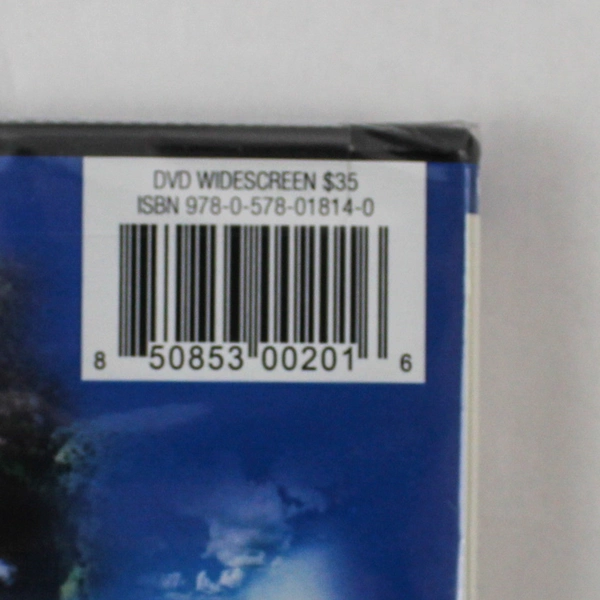 DVD WIDESCREEN $35
ISBN 978-0-578-01814-0
8 50853 00201 6